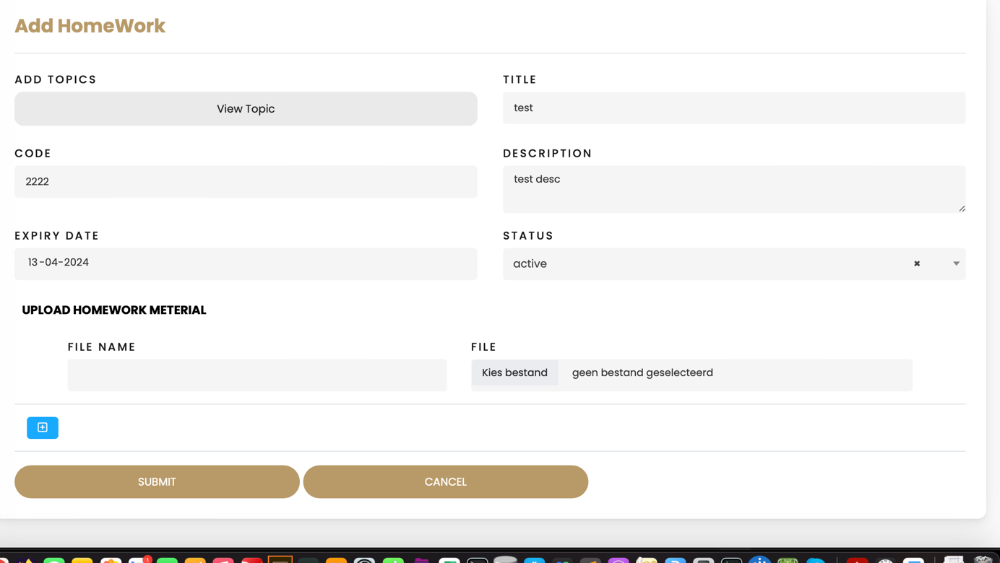 Add HomeWork
ADD TOPICS
View Topic
TITLE
test
CODE
2222
DESCRIPTION
test desc
EXPIRY DATE
13-04-2024
STATUS
active
UPLOAD HOMEWORK METERIAL
FILE NAME
FILE
Kies bestand geen bestand geselecteerd
SUBMIT
CANCEL
1